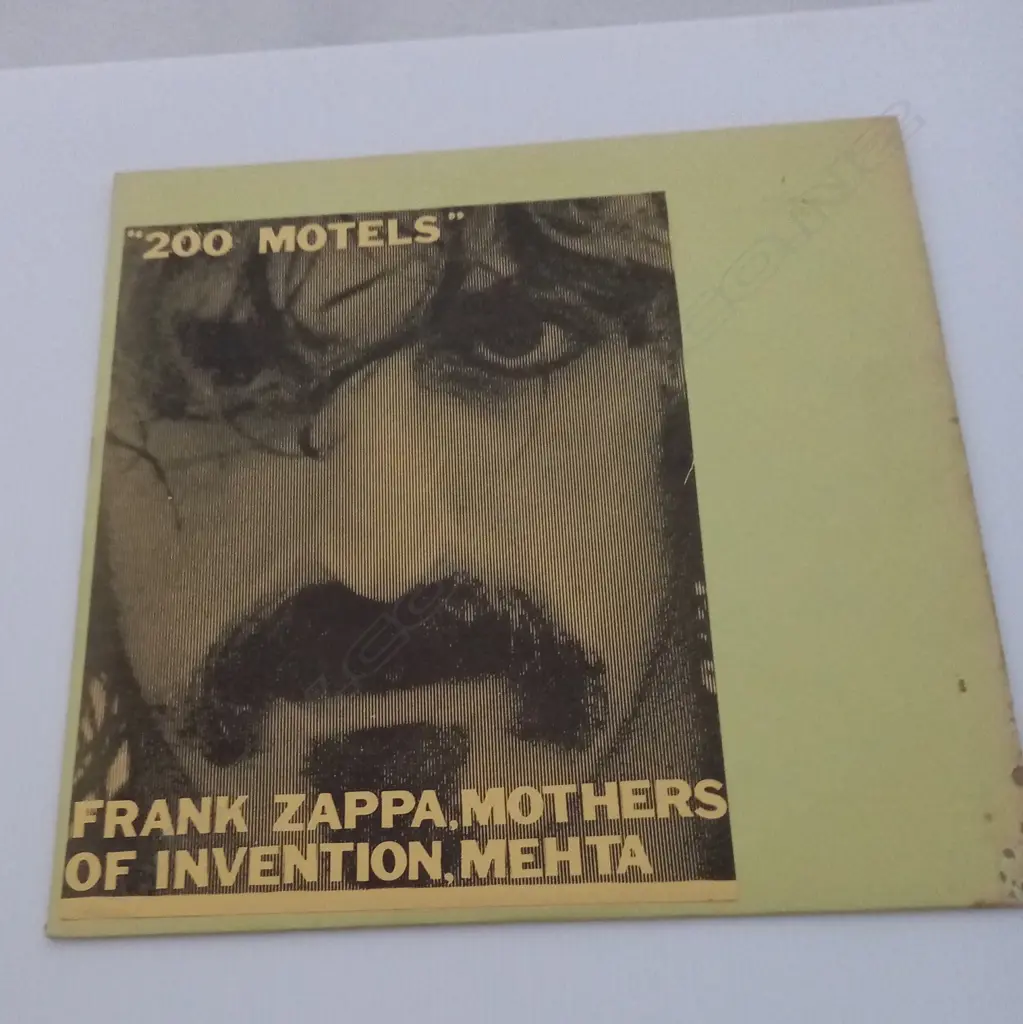 "200 MOTELS"
FRANK ZAPPA, MOTHERS
OF INVENTION, MEHTA